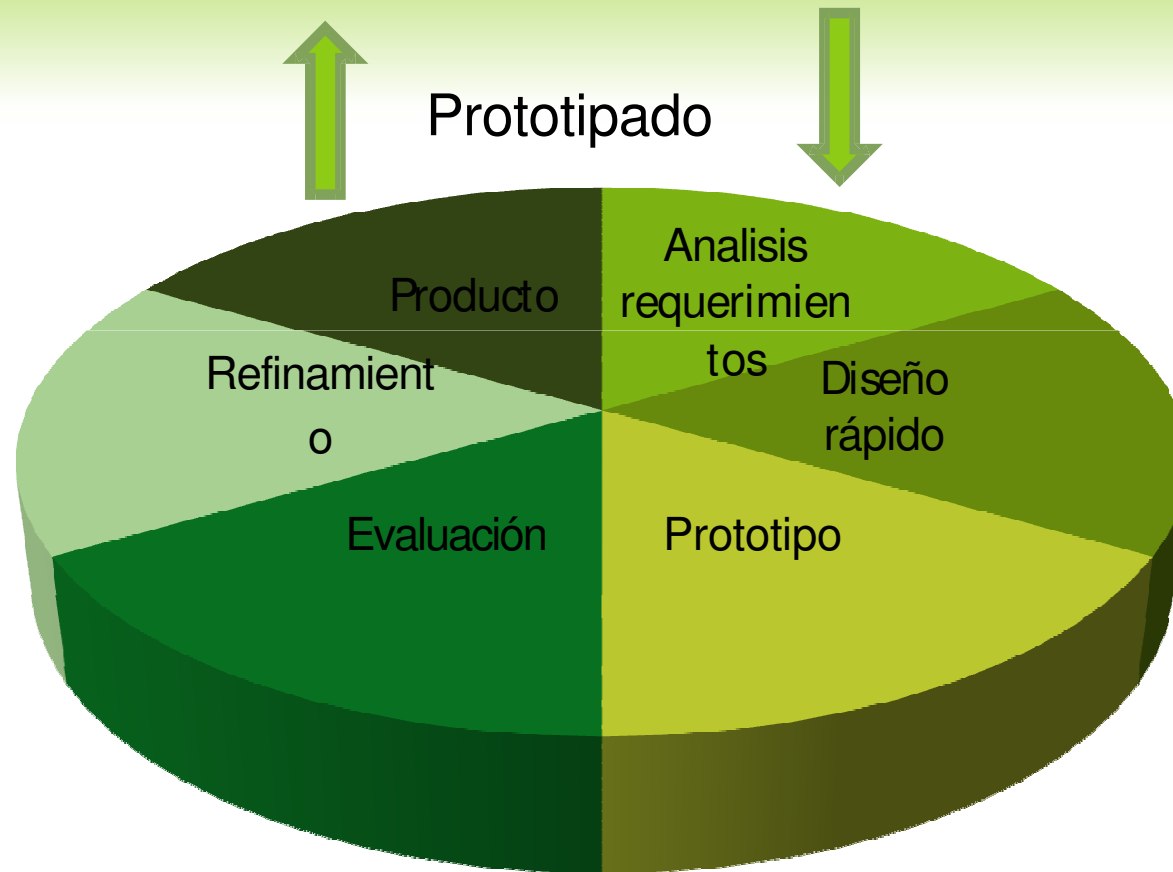 Prototipado
Analisis
requerimien
tos
Producto
Diseño
rápido
Refinamient
o
Evaluación
Prototipo